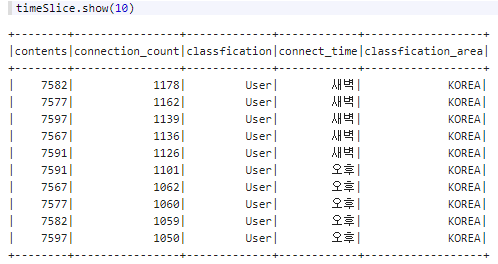 timeSlice.show(10)
+--------+----------------+-------------+------------+------------------+
|contents|connection_count|classfication|connect_time|classfication_area|
+--------+----------------+-------------+------------+------------------+
| 7582| 1178| User| 새벽| KOREA|
| 7577| 1162| User| 새벽| KOREA|
| 7597| 1139| User| 새벽| KOREA|
| 7567| 1136| User| 새벽| KOREA|
| 7591| 1126| User| 새벽| KOREA|
| 7591| 1101| User| 오후| KOREA|
| 7567| 1062| User| 오후| KOREA|
| 7577| 1060| User| 오후| KOREA|
| 7582| 1059| User| 오후| KOREA|
| 7597| 1050| User| 오후| KOREA|
+--------+----------------+-------------+------------+------------------+